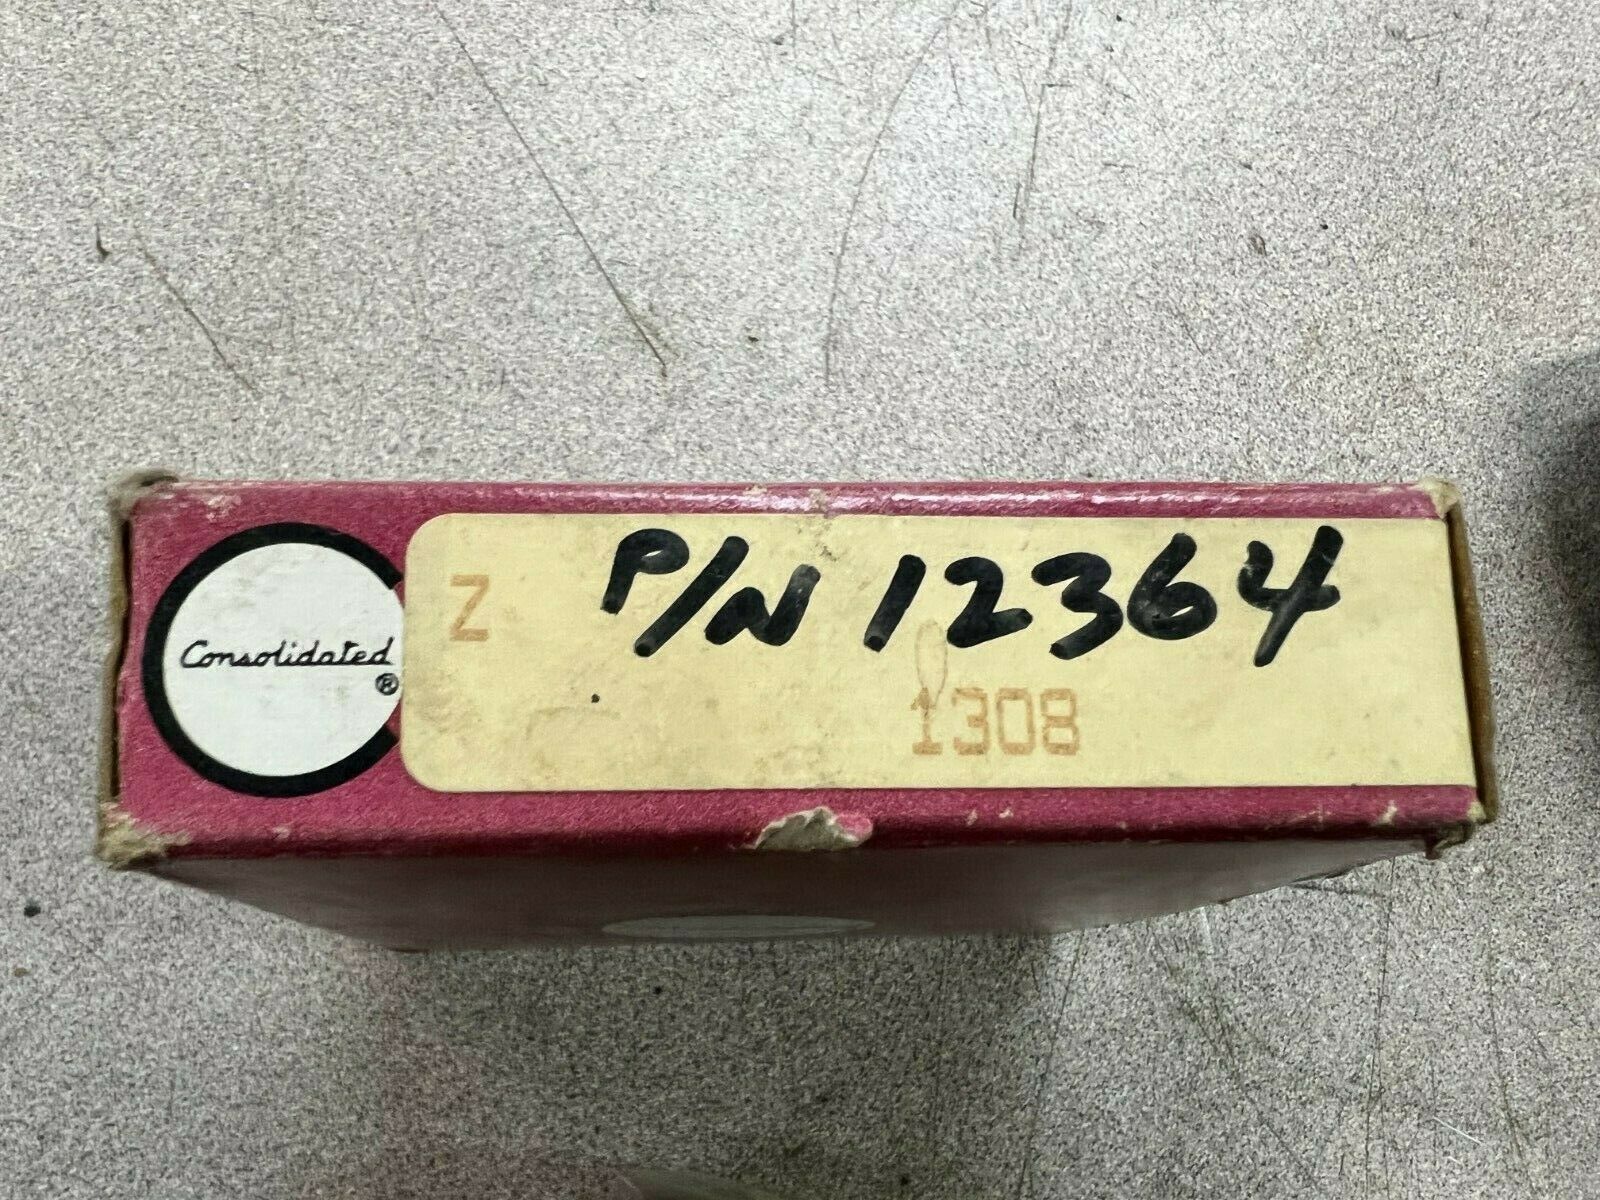 Consolidated
®
Z
P/N 12364
1308